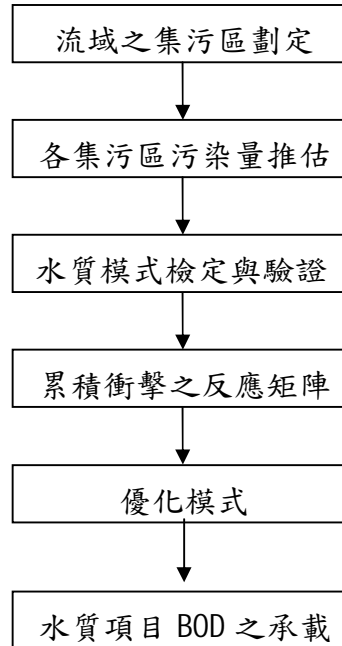 流域之集污區劃定
各集污區污染量推估
水質模式檢定與驗證
累積衝擊之反應矩陣
優化模式
水質項目 BOD 之承載